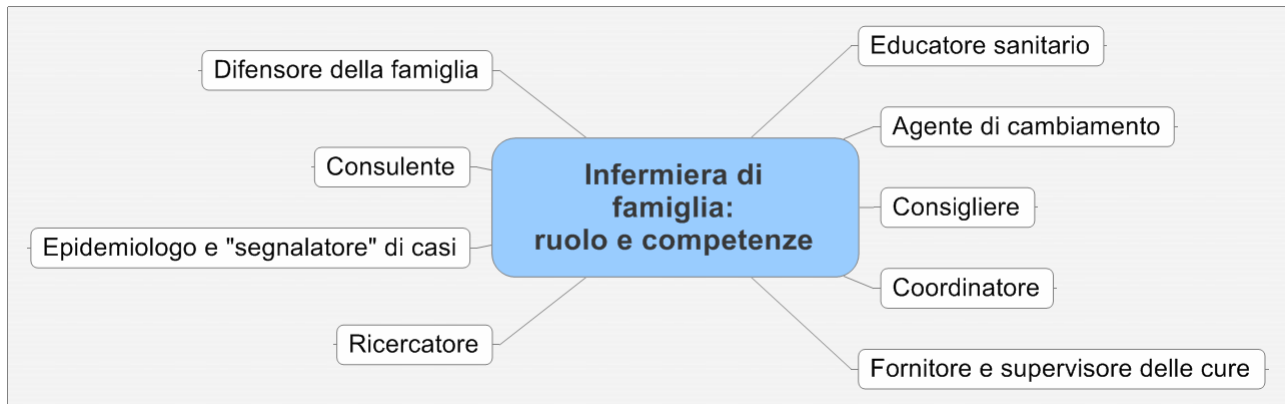 Difensore della famiglia
Consulente
Epidemiologo e "segnalatore" di casi
Ricercatore
Infermiera di
famiglia:
ruolo e competenze
Educatore sanitario
Agente di cambiamento
Consigliere
Coordinatore
Fornitore e supervisore delle cure